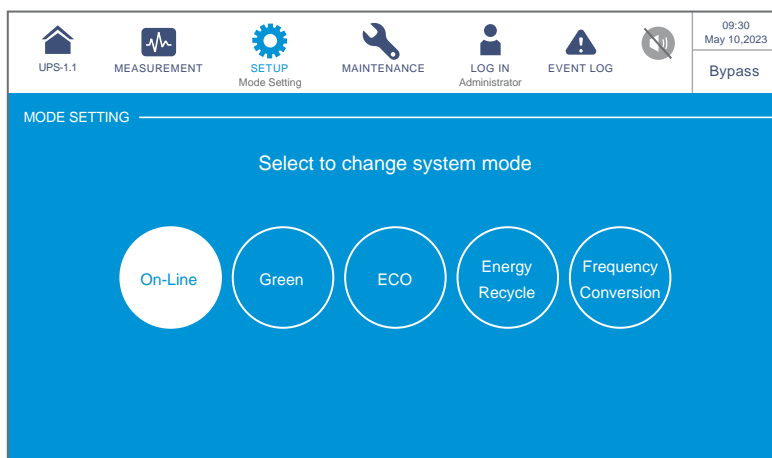 09:30
May 10,2023
UPS-1.1
MEASUREMENT
SETUP
Mode Setting
MAINTENANCE
LOG IN
Administrator
EVENT LOG
Bypass
MODE SETTING
Select to change system mode
On-Line
Green
ECO
Energy
Recycle
Frequency
Conversion